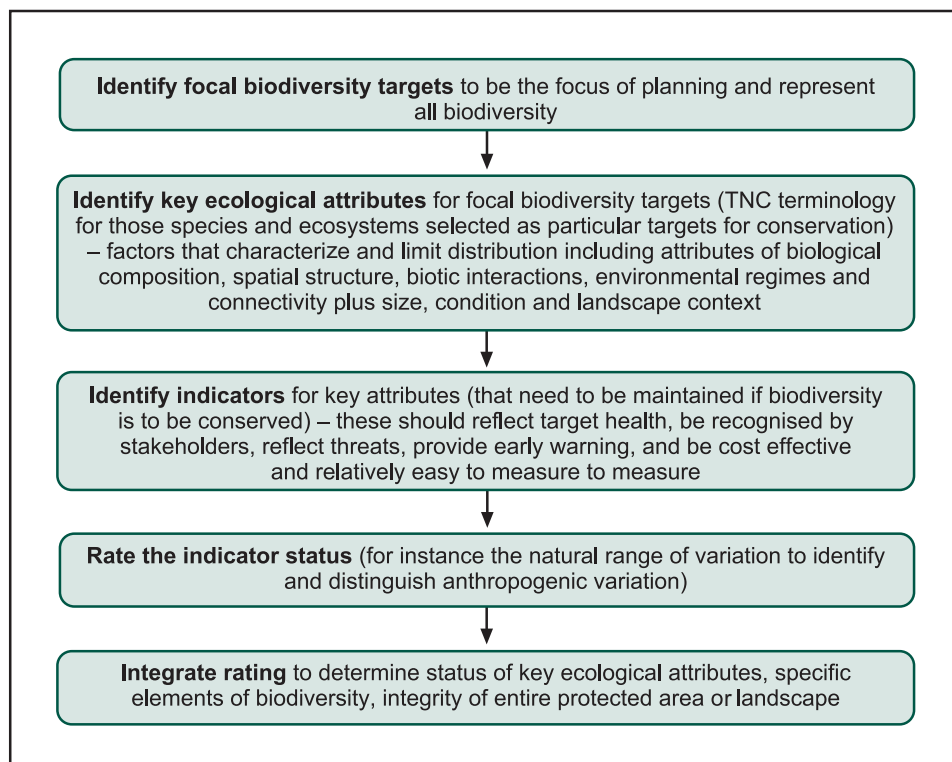 Identify focal biodiversity targets to be the focus of planning and represent
all biodiversity
Identify key ecological attributes for focal biodiversity targets (TNC terminology
for those species and ecosystems selected as particular targets for conservation)
– factors that characterize and limit distribution including attributes of biological
composition, spatial structure, biotic interactions, environmental regimes and
connectivity plus size, condition and landscape context
Identify indicators for key attributes (that need to be maintained if biodiversity
is to be conserved) – these should reflect target health, be recognised by
stakeholders, reflect threats, provide early warning, and be cost effective
and relatively easy to measure to measure
Rate the indicator status (for instance the natural range of variation to identify
and distinguish anthropogenic variation)
Integrate rating to determine status of key ecological attributes, specific
elements of biodiversity, integrity of entire protected area or landscape